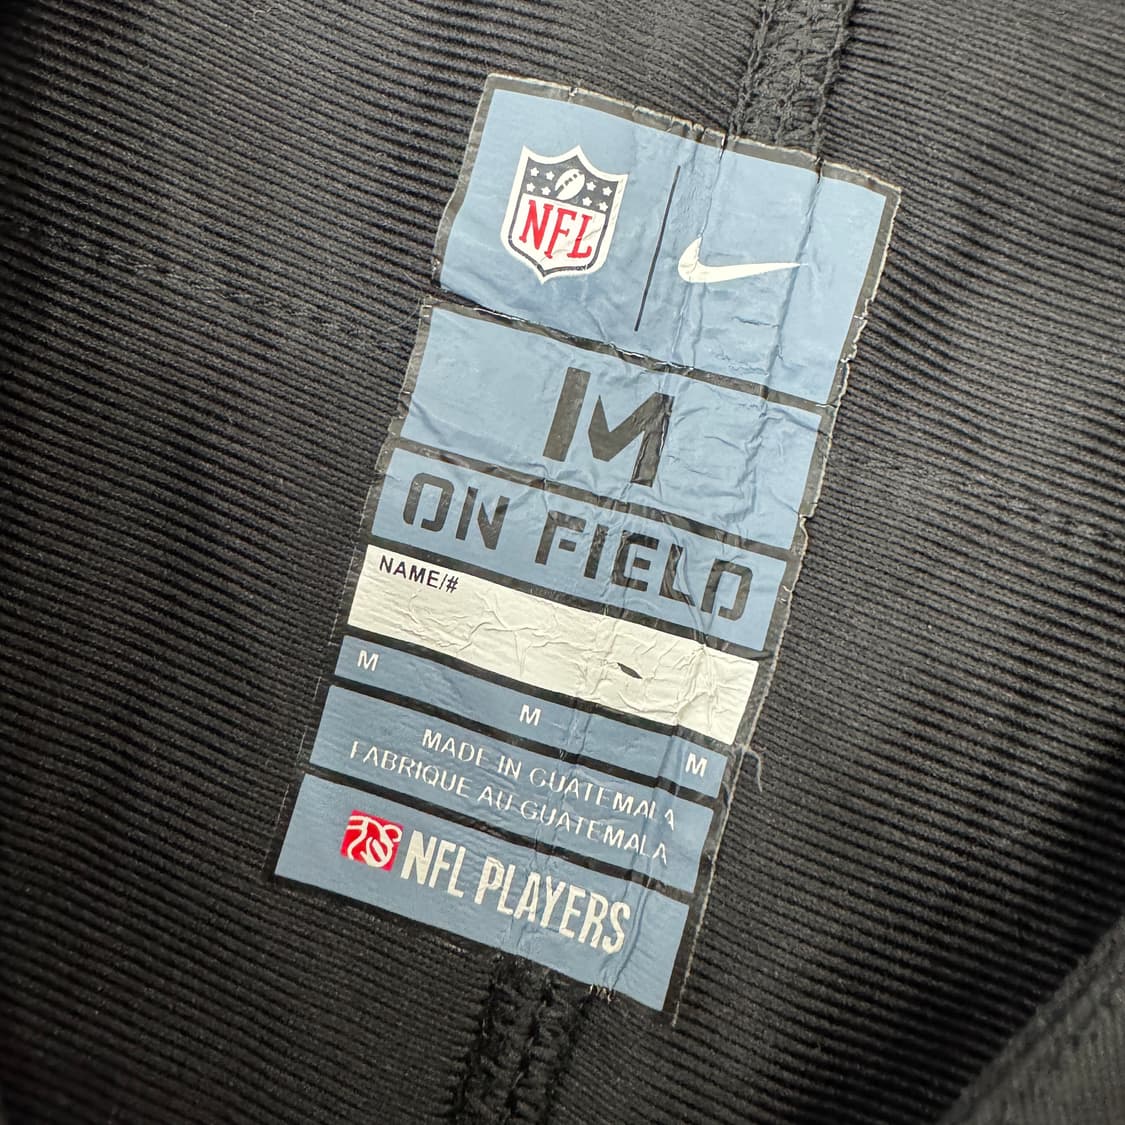 NFL
M
ON FIELD
NAME/#
M M M
MADE IN GUATEMALA
FABRIQUE AU GUATEMALA
NFL PLAYERS